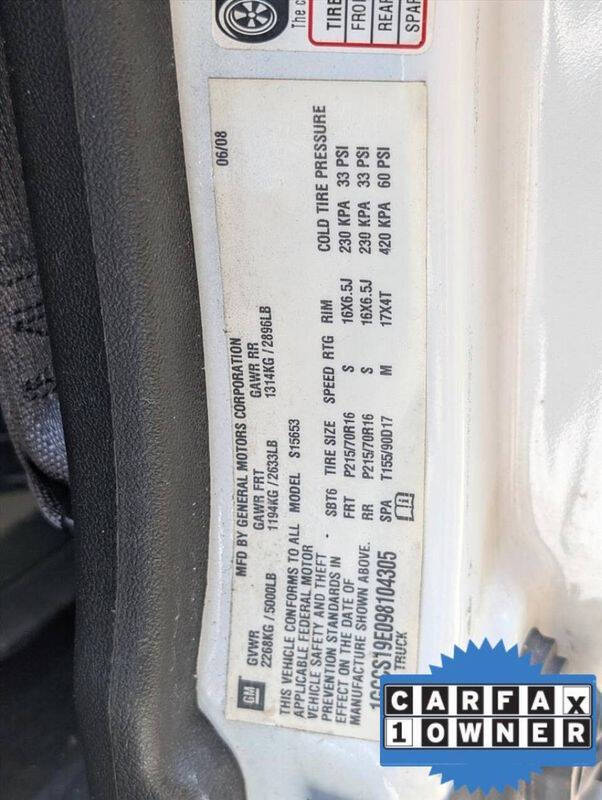 The c
TIRE
FRO
REAR
SPAR
06/08
MFD BY GENERAL MOTORS CORPORATION
GM
GVWR GAWR FRT GAWR RR
2268KG / 5000LB 1194KG / 2633LB 1314KG / 2896LB
THIS VEHICLE CONFORMS TO ALL MODEL S15653
APPLICABLE FEDERAL MOTOR
VEHICLE SAFETY AND THEFT
PREVENTION STANDARDS IN
EFFECT ON THE DATE OF
MANUFACTURE SHOWN ABOVE.
SBT6 TIRE SIZE SPEED RTG RIM COLD TIRE PRESSURE
FRT P215/70R16 S 16X6.5J 230 KPA 33 PSI
RR P215/70R16 S 16X6.5J 230 KPA 33 PSI
SPA T155/90D17 M 17X4T 420 KPA 60 PSI
1GCCS19E098104305
TRUCK
CARFAX
1 OWNER